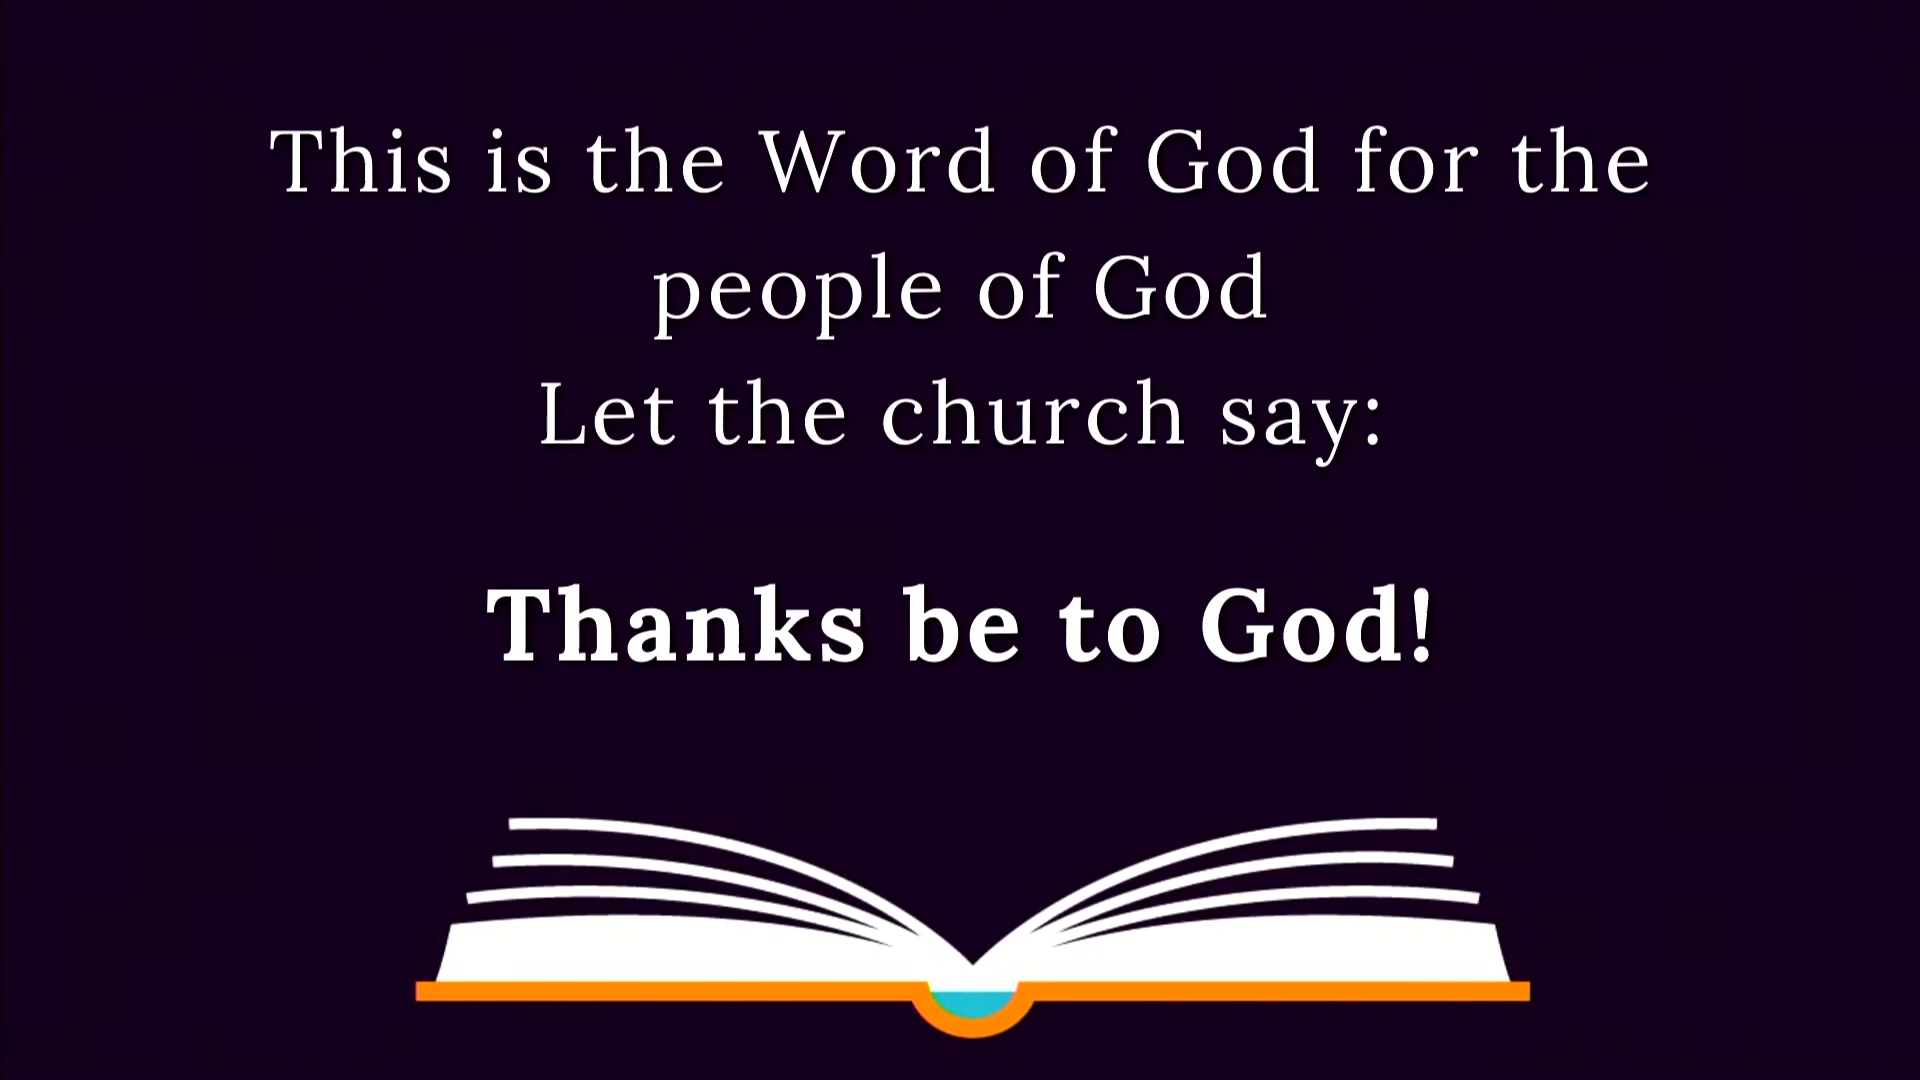 This is the Word of God for the
people of God
Let the church say:
Thanks be to God!